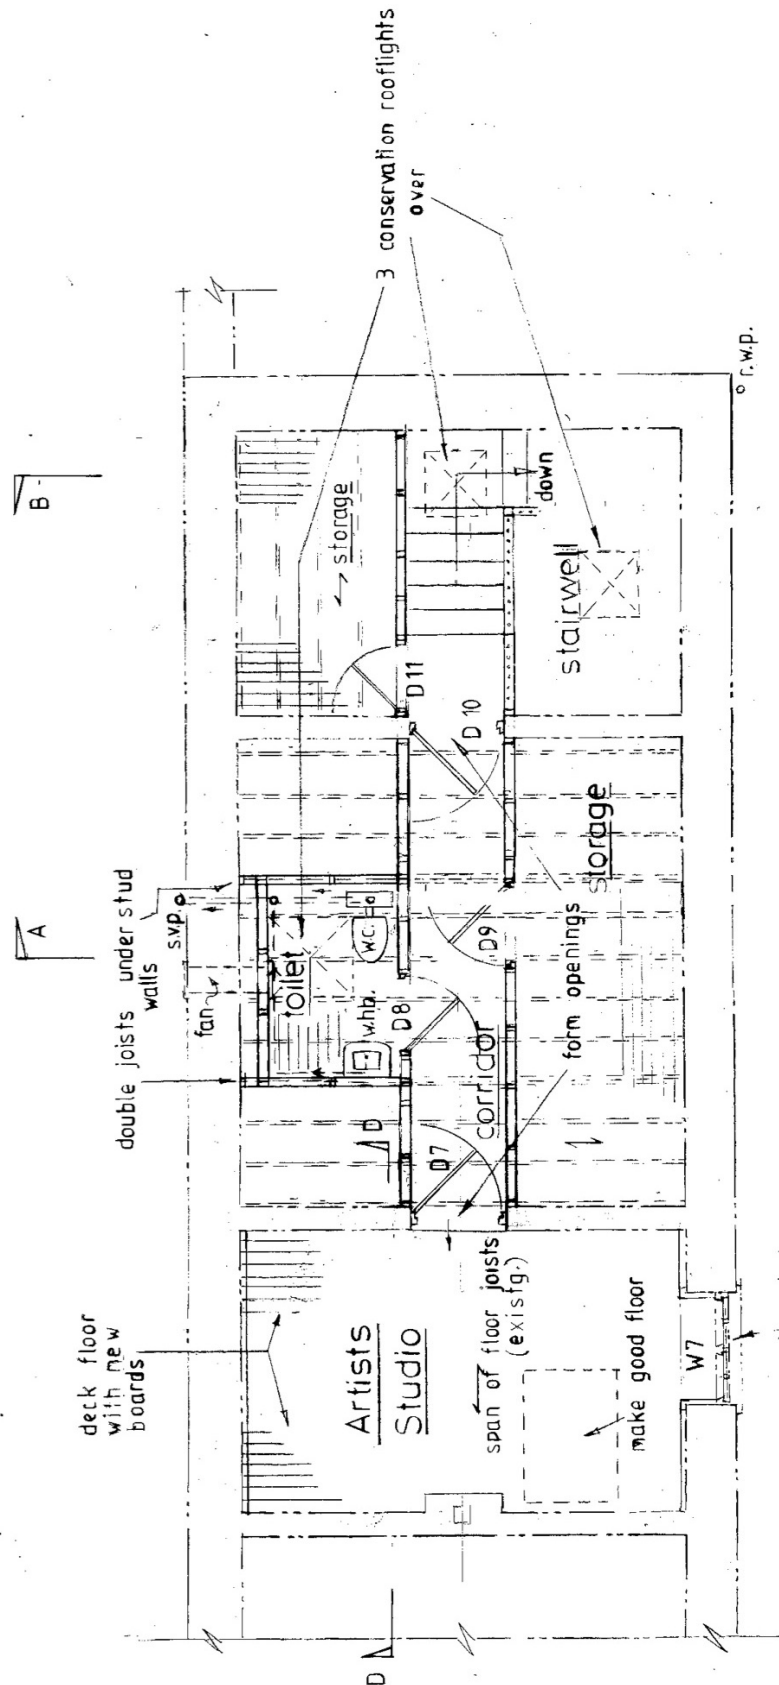 3 conservation rooflights
over
B
storage
down
r.w.p.
D11
D 10
stairwell
double joists under stud
walls
A
s.v.p.
fan
toilet
w.c.
w.hb.
D8
D9
storage
form openings
corridor
D
D7
deck floor
with new
boards
Artists
Studio
span of floor joists
(existg.)
make good floor
W7
D